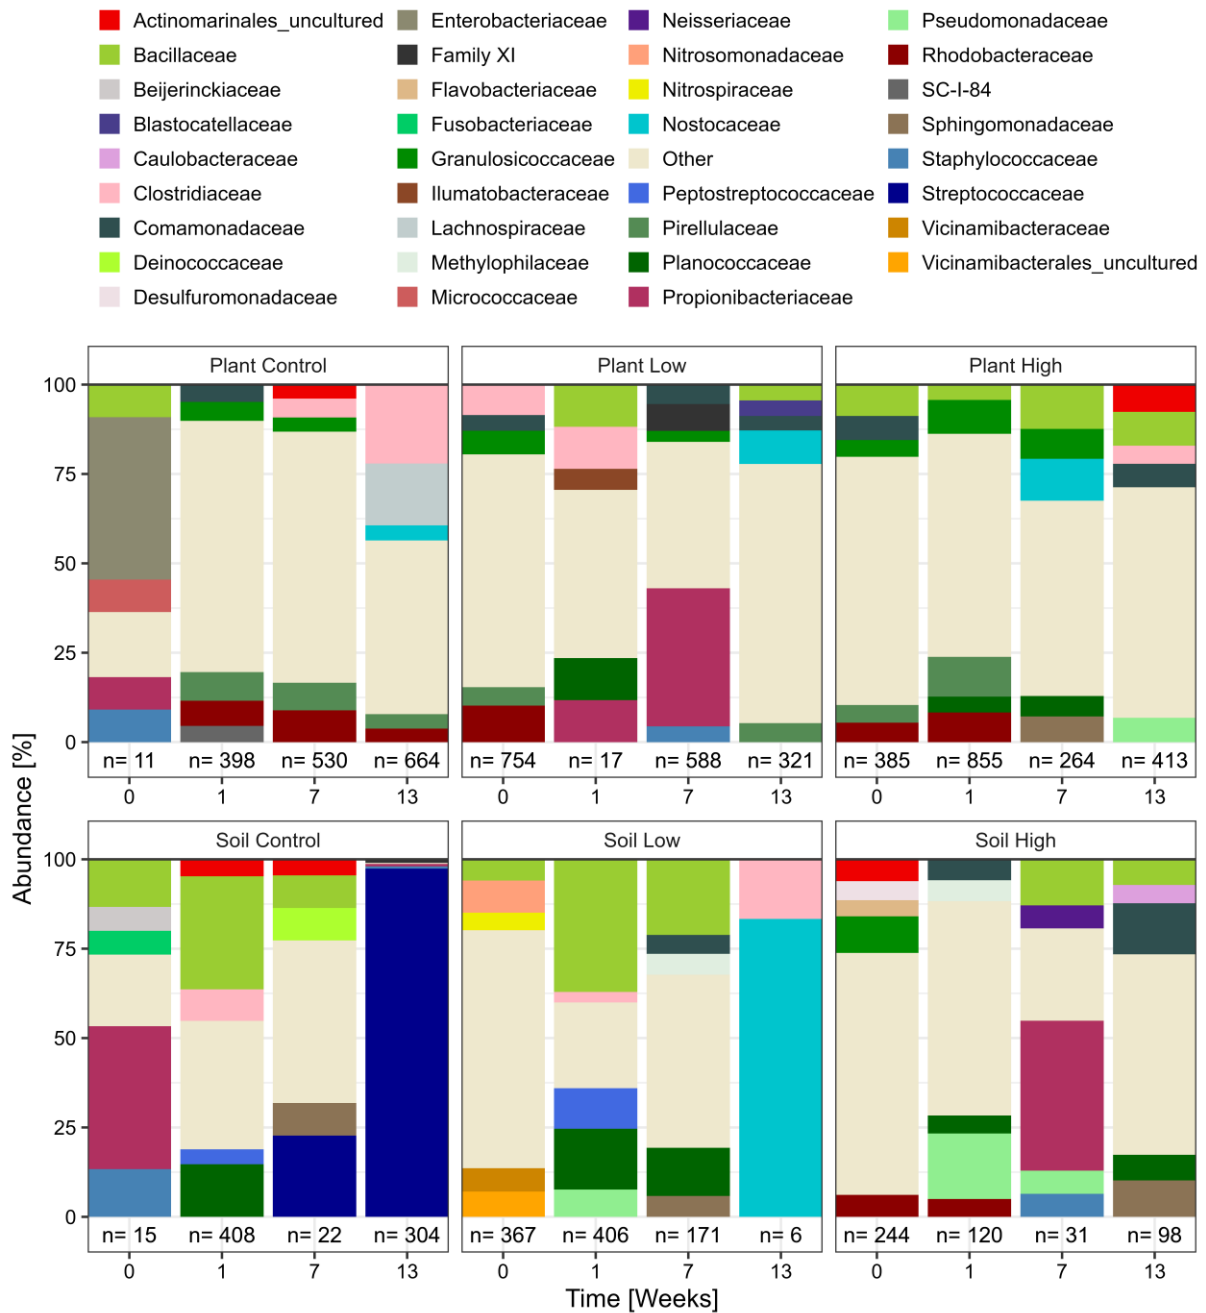 Actinomarinales_uncultured Enterobacteriaceae Neisseriaceae Pseudomonadaceae
Bacillaceae Family XI Nitrosomonadaceae Rhodobacteraceae
Beijerinckiaceae Flavobacteriaceae Nitrospiraceae SC-I-84
Blastocatellaceae Fusobacteriaceae Nostocaceae Sphingomonadaceae
Caulobacteraceae Granulosicoccaceae Other Staphylococcaceae
Clostridiaceae Ilumatobacteraceae Peptostreptococcaceae Streptococcaceae
Comamonadaceae Lachnospiraceae Pirellulaceae Vicinamibacteraceae
Deinococcaceae Methylophilaceae Planococcaceae Vicinamibacterales_uncultured
Desulfuromonadaceae Micrococcaceae Propionibacteriaceae
Plant Control Plant Low Plant High
100
75
50
25
0
n= 11 n= 398 n= 530 n= 664 n= 754 n= 17 n= 588 n= 321 n= 385 n= 855 n= 264 n= 413
0 1 7 13 0 1 7 13 0 1 7 13
Abundance [%]
Soil Control Soil Low Soil High
100
75
50
25
0
n= 15 n= 408 n= 22 n= 304 n= 367 n= 406 n= 171 n= 6 n= 244 n= 120 n= 31 n= 98
0 1 7 13 0 1 7 13 0 1 7 13
Time [Weeks]